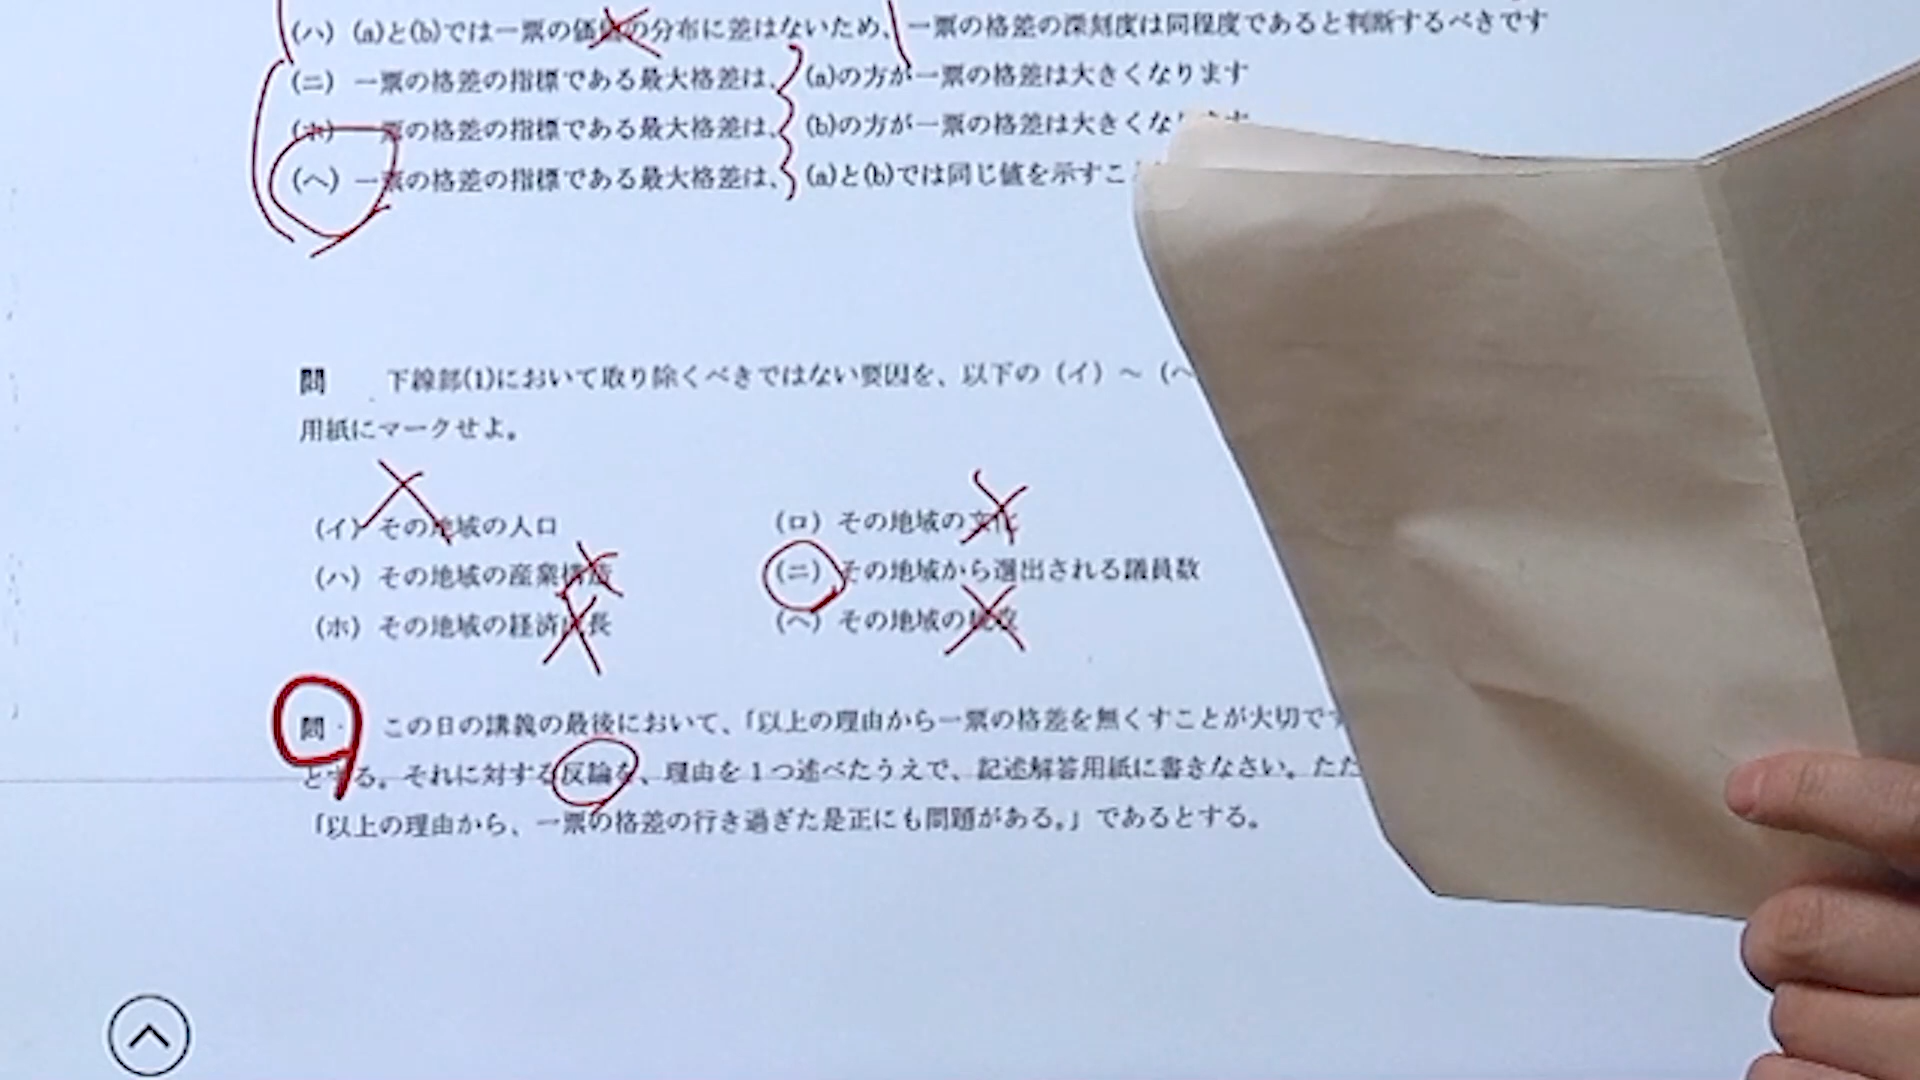 (ハ) (a)と(b)では一票の価値の分布に差はないため、一票の格差の深刻度は同程度であると判断するべきです
(ニ) 一票の格差の指標である最大格差は、(a)の方が一票の格差は大きくなります
(ホ) 一票の格差の指標である最大格差は、(b)の方が一票の格差は大きくなります
(ヘ) 一票の格差の指標である最大格差は、(a)と(b)では同じ値を示すこ
問 下線部(1)において取り除くべきではない要因を、以下の (イ) ~ (ヘ
用紙にマークせよ。
(イ) その地域の人口 (ロ) その地域の文化
(ハ) その地域の産業構造 (ニ) その地域から選出される議員数
(ホ) その地域の経済成長 (ヘ) その地域の
9
問 この日の講義の最後において、「以上の理由から一票の格差を無くすことが大切で
とする。それに対する反論を、理由を1つ述べたうえで、記述解答用紙に書きなさい。ただ
「以上の理由から、一票の格差の行き過ぎた是正にも問題がある。」であるとする。